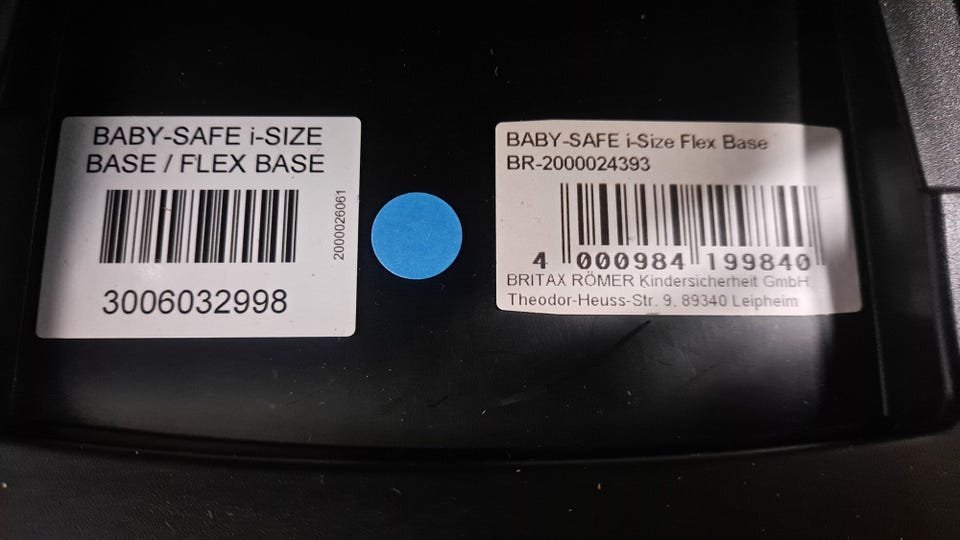 BABY-SAFE i-SIZE
BASE / FLEX BASE
2000026061
3006032998
BABY-SAFE i-Size Flex Base
BR-2000024393
4 000984 199840
BRITAX RÖMER Kindersicherheit GmbH,
Theodor-Heuss-Str. 9, 89340 Leipheim